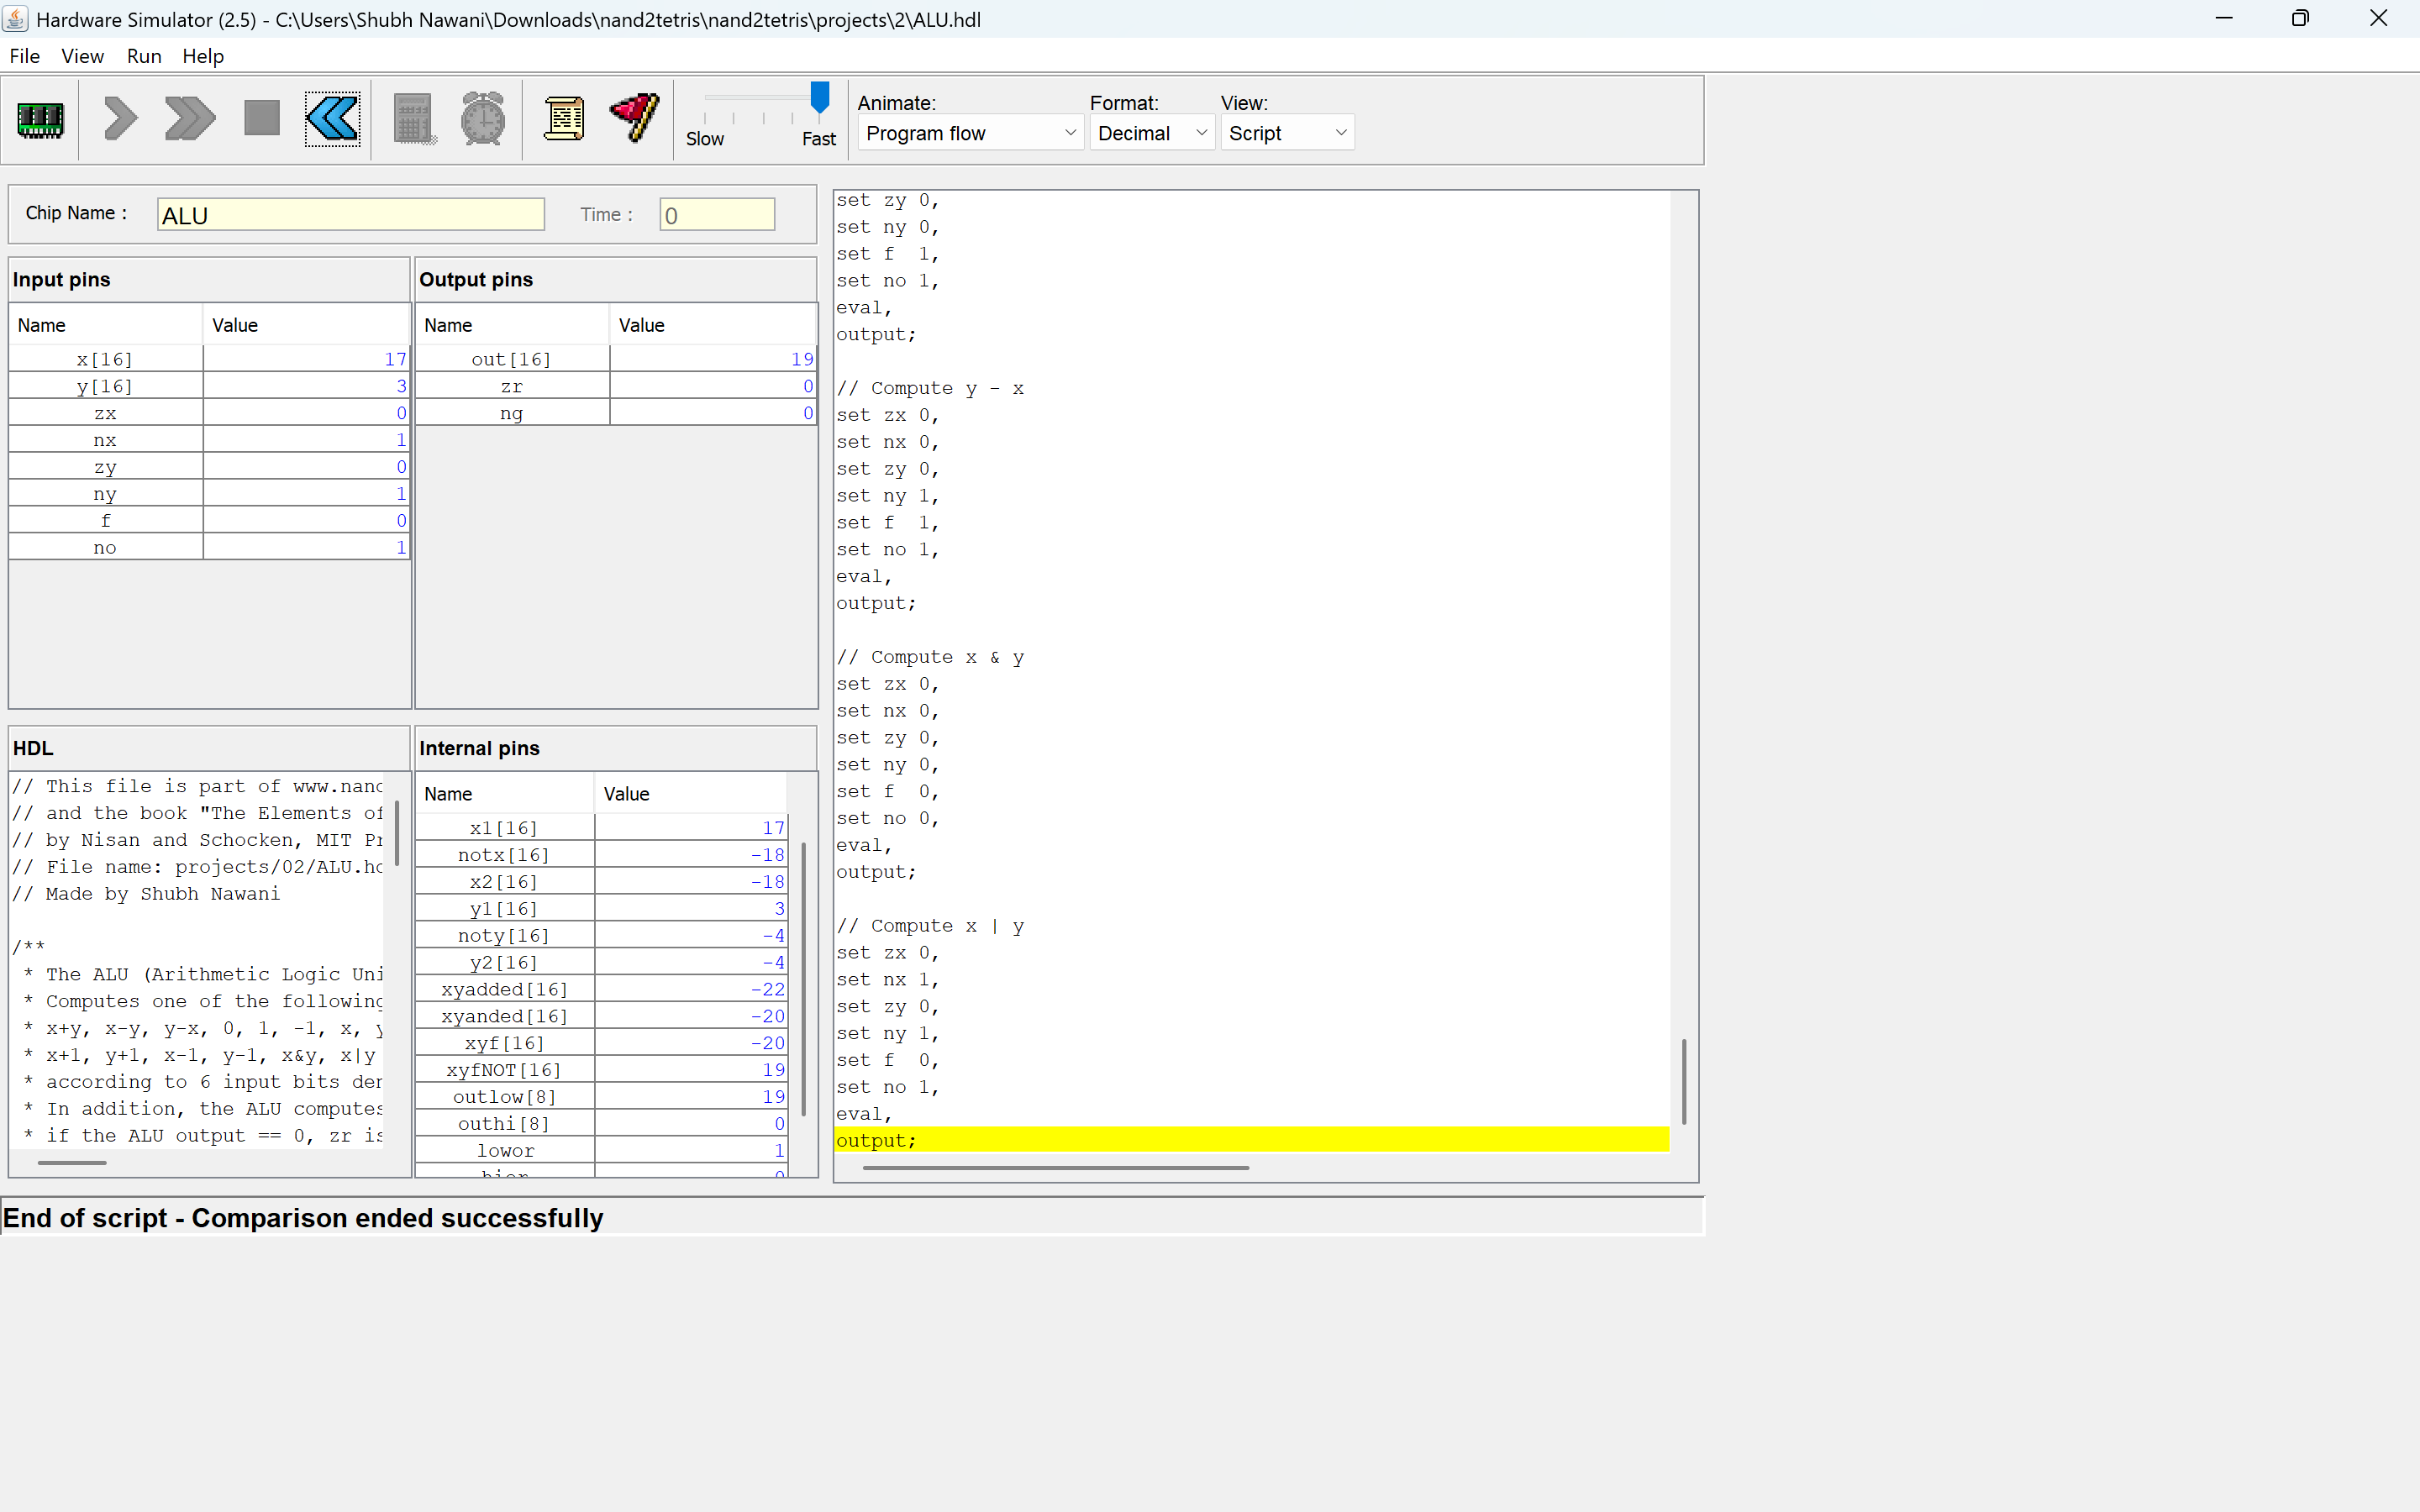 Hardware Simulator (2.5) - C:\Users\Shubh Nawani\Downloads\nand2tetris\nand2tetris\projects\2\ALU.hdl
File View Run Help
Animate: Format: View:
Slow Fast Program flow Decimal Script
Chip Name : ALU Time : 0
Input pins
Name Value
x[16] 17
y[16] 3
zx 0
nx 1
zy 0
ny 1
f 0
no 1
Output pins
Name Value
out[16] 19
zr 0
ng 0
HDL
// This file is part of www.nand
// and the book "The Elements of
// by Nisan and Schocken, MIT Pr
// File name: projects/02/ALU.hd
// Made by Shubh Nawani
/**
* The ALU (Arithmetic Logic Uni
* Computes one of the following
* x+y, x-y, y-x, 0, 1, -1, x, y
* x+1, y+1, x-1, y-1, x&y, x|y
* according to 6 input bits der
* In addition, the ALU computes
* if the ALU output == 0, zr is
Internal pins
Name Value
x1[16] 17
notx[16] -18
x2[16] -18
y1[16] 3
noty[16] -4
y2[16] -4
xyadded[16] -22
xyanded[16] -20
xyf[16] -20
xyfNOT[16] 19
outlow[8] 19
outhi[8] 0
lowor 1
hior 0
set zy 0,
set ny 0,
set f 1,
set no 1,
eval,
output;
// Compute y - x
set zx 0,
set nx 0,
set zy 0,
set ny 1,
set f 1,
set no 1,
eval,
output;
// Compute x & y
set zx 0,
set nx 0,
set zy 0,
set ny 0,
set f 0,
set no 0,
eval,
output;
// Compute x | y
set zx 0,
set nx 1,
set zy 0,
set ny 1,
set f 0,
set no 1,
eval,
output;
End of script - Comparison ended successfully